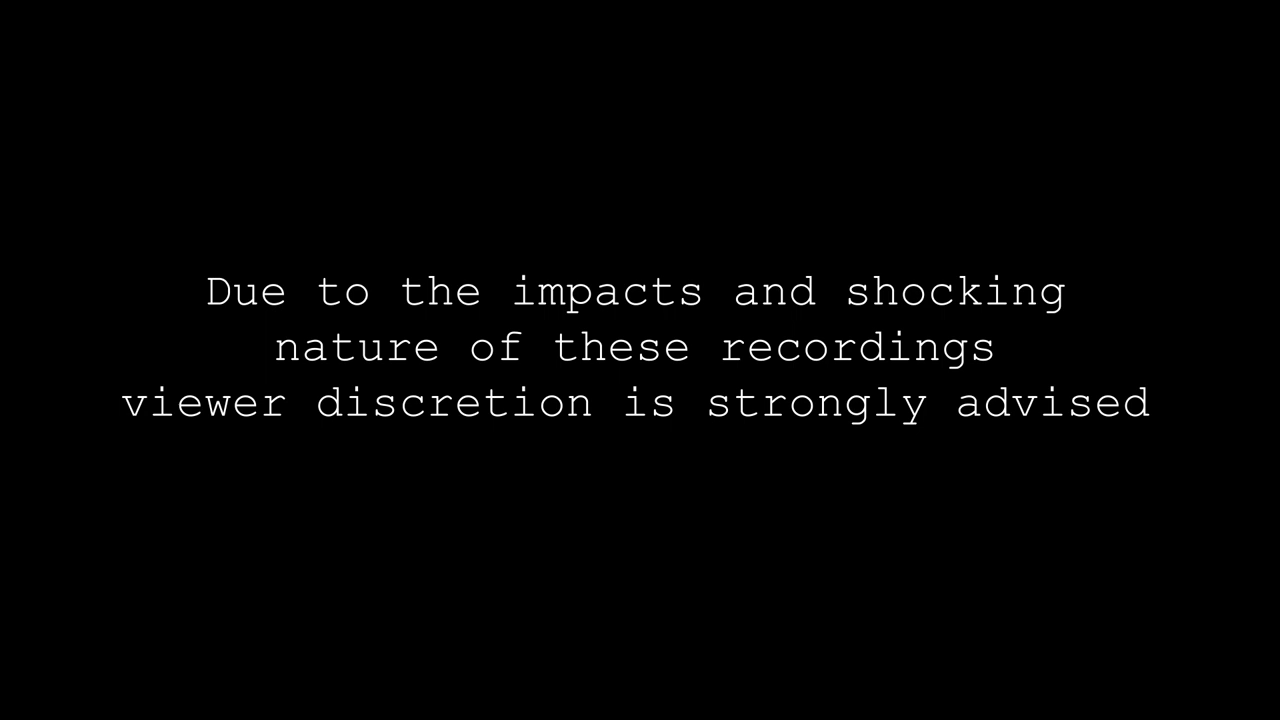 Due to the impacts and shocking
nature of these recordings
viewer discretion is strongly advised